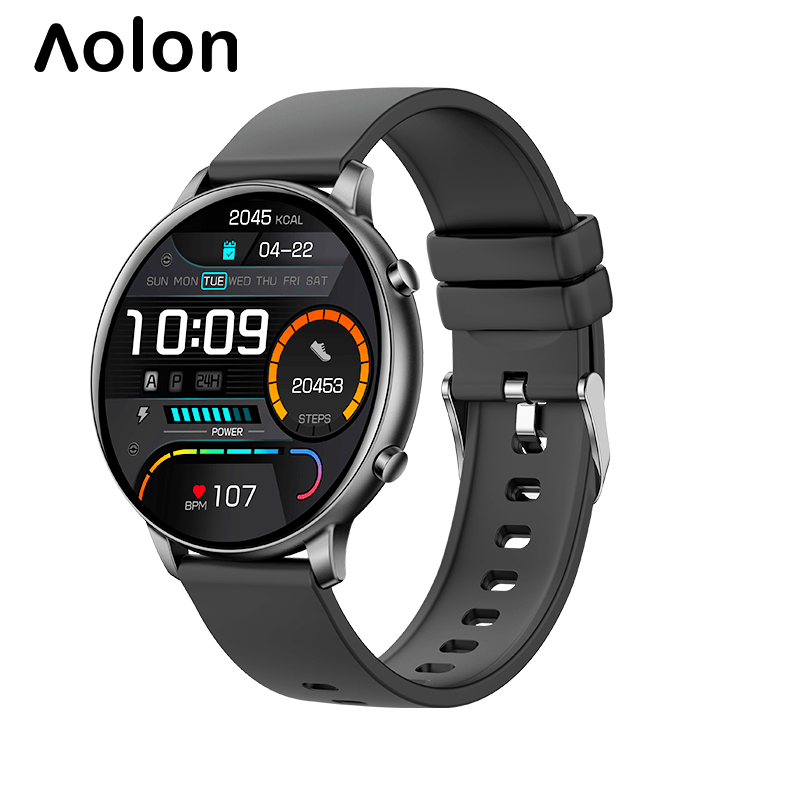 Aolon
2045 KCAL
04-22
SUN MON TUE WED THU FRI SAT
10:09
A P 24H
20453
STEPS
POWER
BPM 107